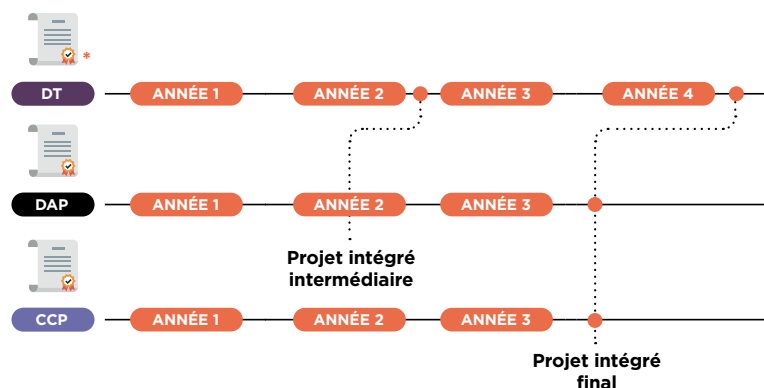 *
DT ANNÉE 1 ANNÉE 2 ANNÉE 3 ANNÉE 4
DAP ANNÉE 1 ANNÉE 2 ANNÉE 3
Projet intégré
intermédiaire
CCP ANNÉE 1 ANNÉE 2 ANNÉE 3
Projet intégré
final